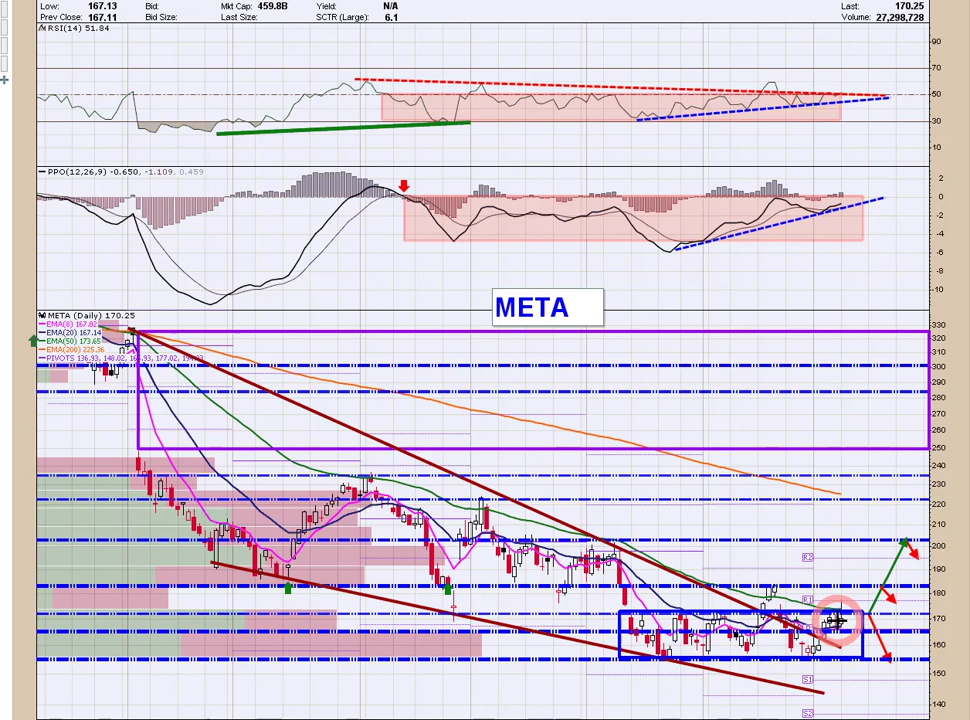 Low: 167.13 Bid: Mkt Cap: 459.8B Yield: N/A Last: 170.25
Prev Close: 167.11 Bid Size: Last Size: SCTR (Large): 6.1 Volume: 27,298,728
RSI(14) 51.84
90
70
50
30
10
PPO(12,26,9) -0.650, -1.109, 0.459
2
0
-2
-4
-6
-8
-10
META
META (Daily) 170.25
EMA(8) 167.02
EMA(20) 167.14
EMA(50) 173.65
EMA(200) 225.36
PIVOTS 136.93, 148.02,
330
320
310
300
290
280
270
260
250
240
230
220
210
200
190
180
170
160
150
140
R2
R1
S1
S2